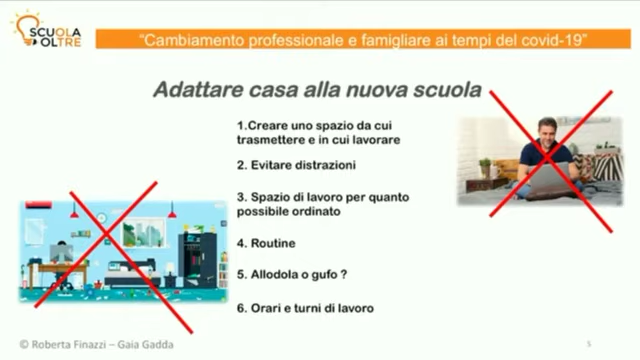 SCUOLA
OLTRE
“Cambiamento professionale e famigliare ai tempi del covid-19”
Adattare casa alla nuova scuola
1.Creare uno spazio da cui
trasmettere e in cui lavorare
2. Evitare distrazioni
3. Spazio di lavoro per quanto
possibile ordinato
4. Routine
5. Allodola o gufo ?
6. Orari e turni di lavoro
© Roberta Finazzi – Gaia Gadda
5